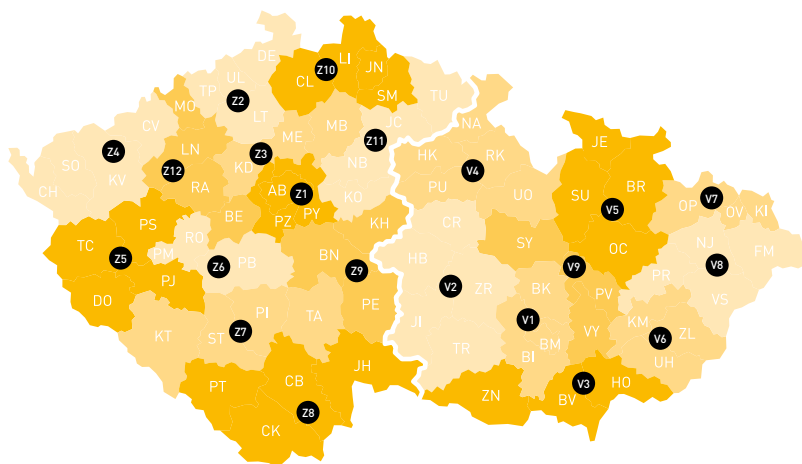 DE
LI
Z10
JN
UL
TP
CL
SM
TU
Z2
MO
LT
CV
ME
MB
JC
NA
Z11
JE
LN
Z4
SO
Z3
Z12
KD
NB
HK
RK
V4
KV
CH
RA
AB
Z1
KO
PU
UO
SU
BR
V5
OP
V7
OV
KI
PS
BE
PZ
PY
KH
CR
TC
RO
SY
OC
NJ
FM
Z5
PM
BN
HB
V9
V8
PJ
Z6
PB
Z9
PR
DO
V2
ZR
BK
PV
VS
PI
TA
PE
KT
ST
Z7
JI
V1
KM
ZL
VY
V6
TR
BM
BI
UH
JH
PT
CB
V3
HO
ZN
BV
Z8
CK